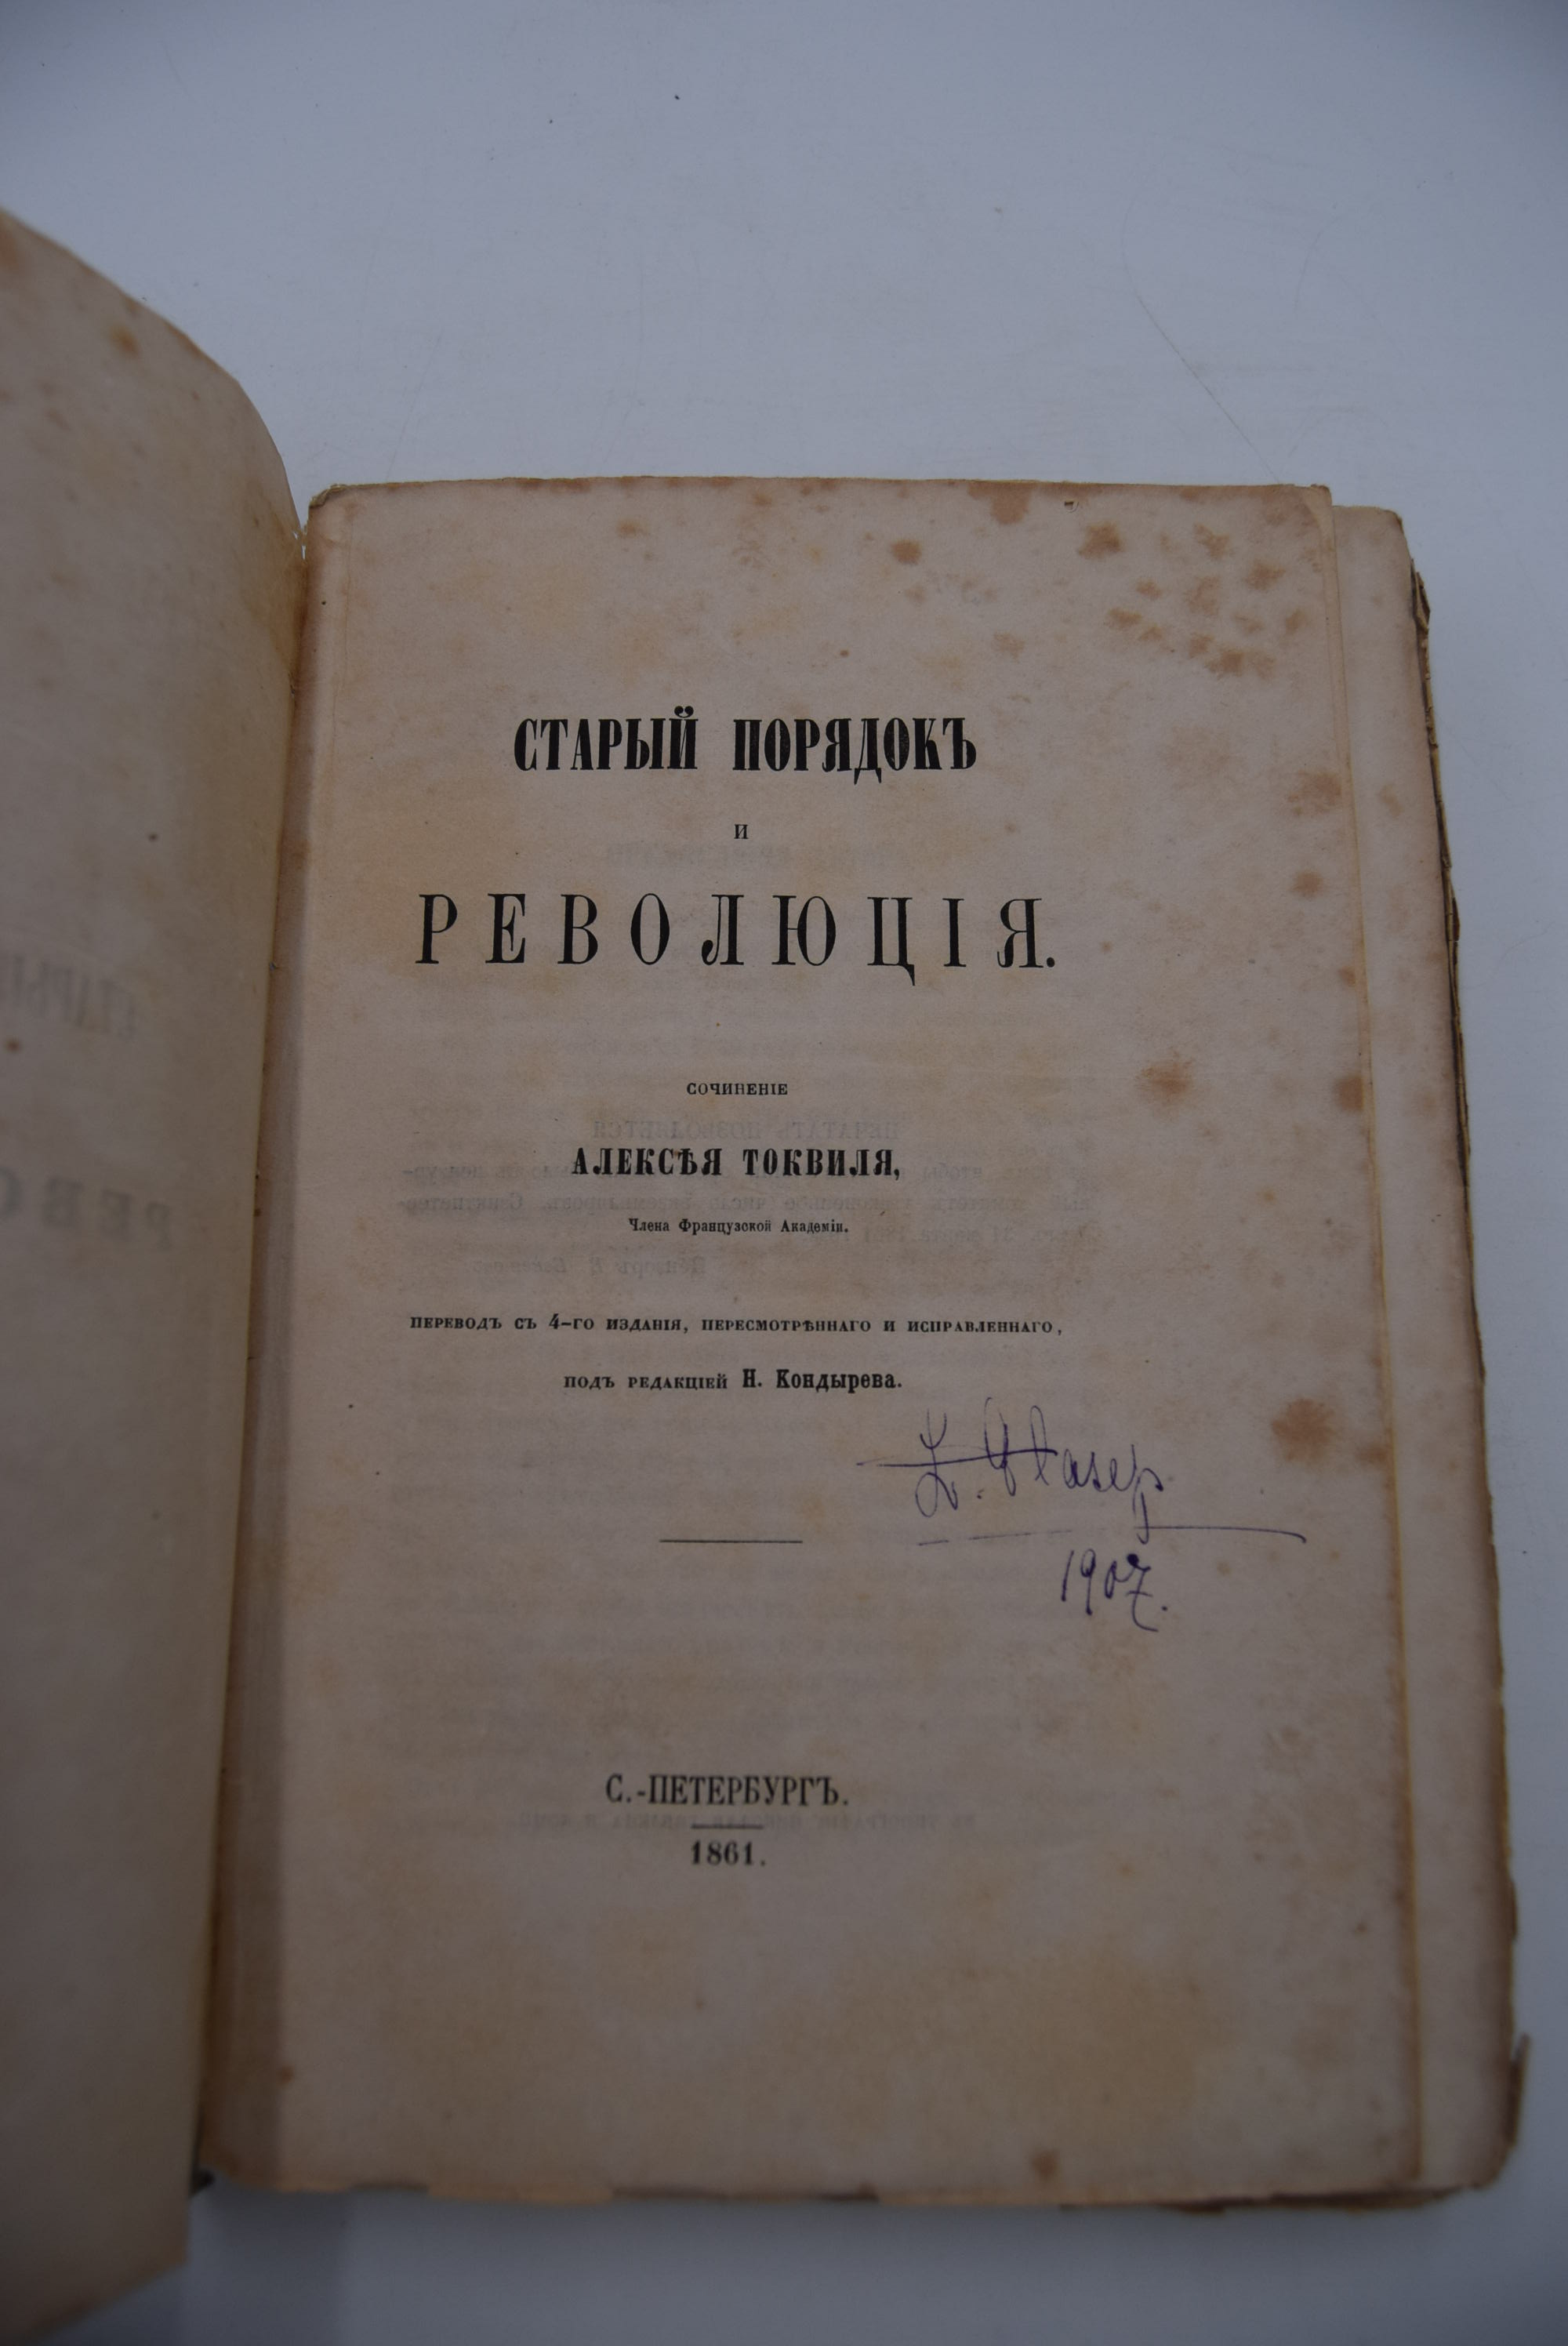 СТАРЫЙ ПОРЯДОКЪ
И
РЕВОЛЮЦІЯ.
СОЧИНЕНІЕ
АЛЕКСѢЯ ТОКВИЛЯ,
Члена Французской Академіи.
ПЕРЕВОДЪ СЪ 4-ГО ИЗДАНІЯ, ПЕРЕСМОТРѢННАГО И ИСПРАВЛЕННАГО,
ПОДЪ РЕДАКЦІЕЙ Н. Кондырева.
1907.
С.-ПЕТЕРБУРГЪ.
1861.